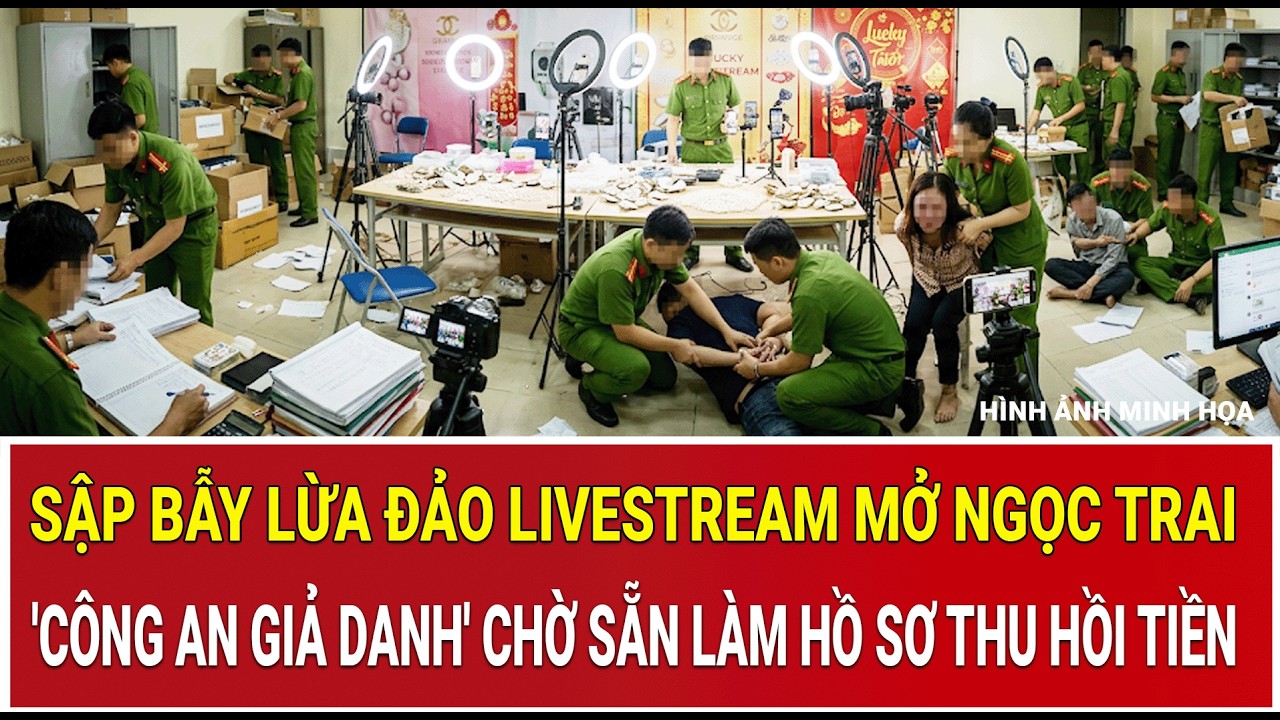 Lucky
HÌNH ẢNH MINH HỌA
SẬP BẪY LỪA ĐẢO LIVESTREAM MỞ NGỌC TRAI
'CÔNG AN GIẢ DANH' CHỜ SẴN LÀM HỒ SƠ THU HỒI TIỀN